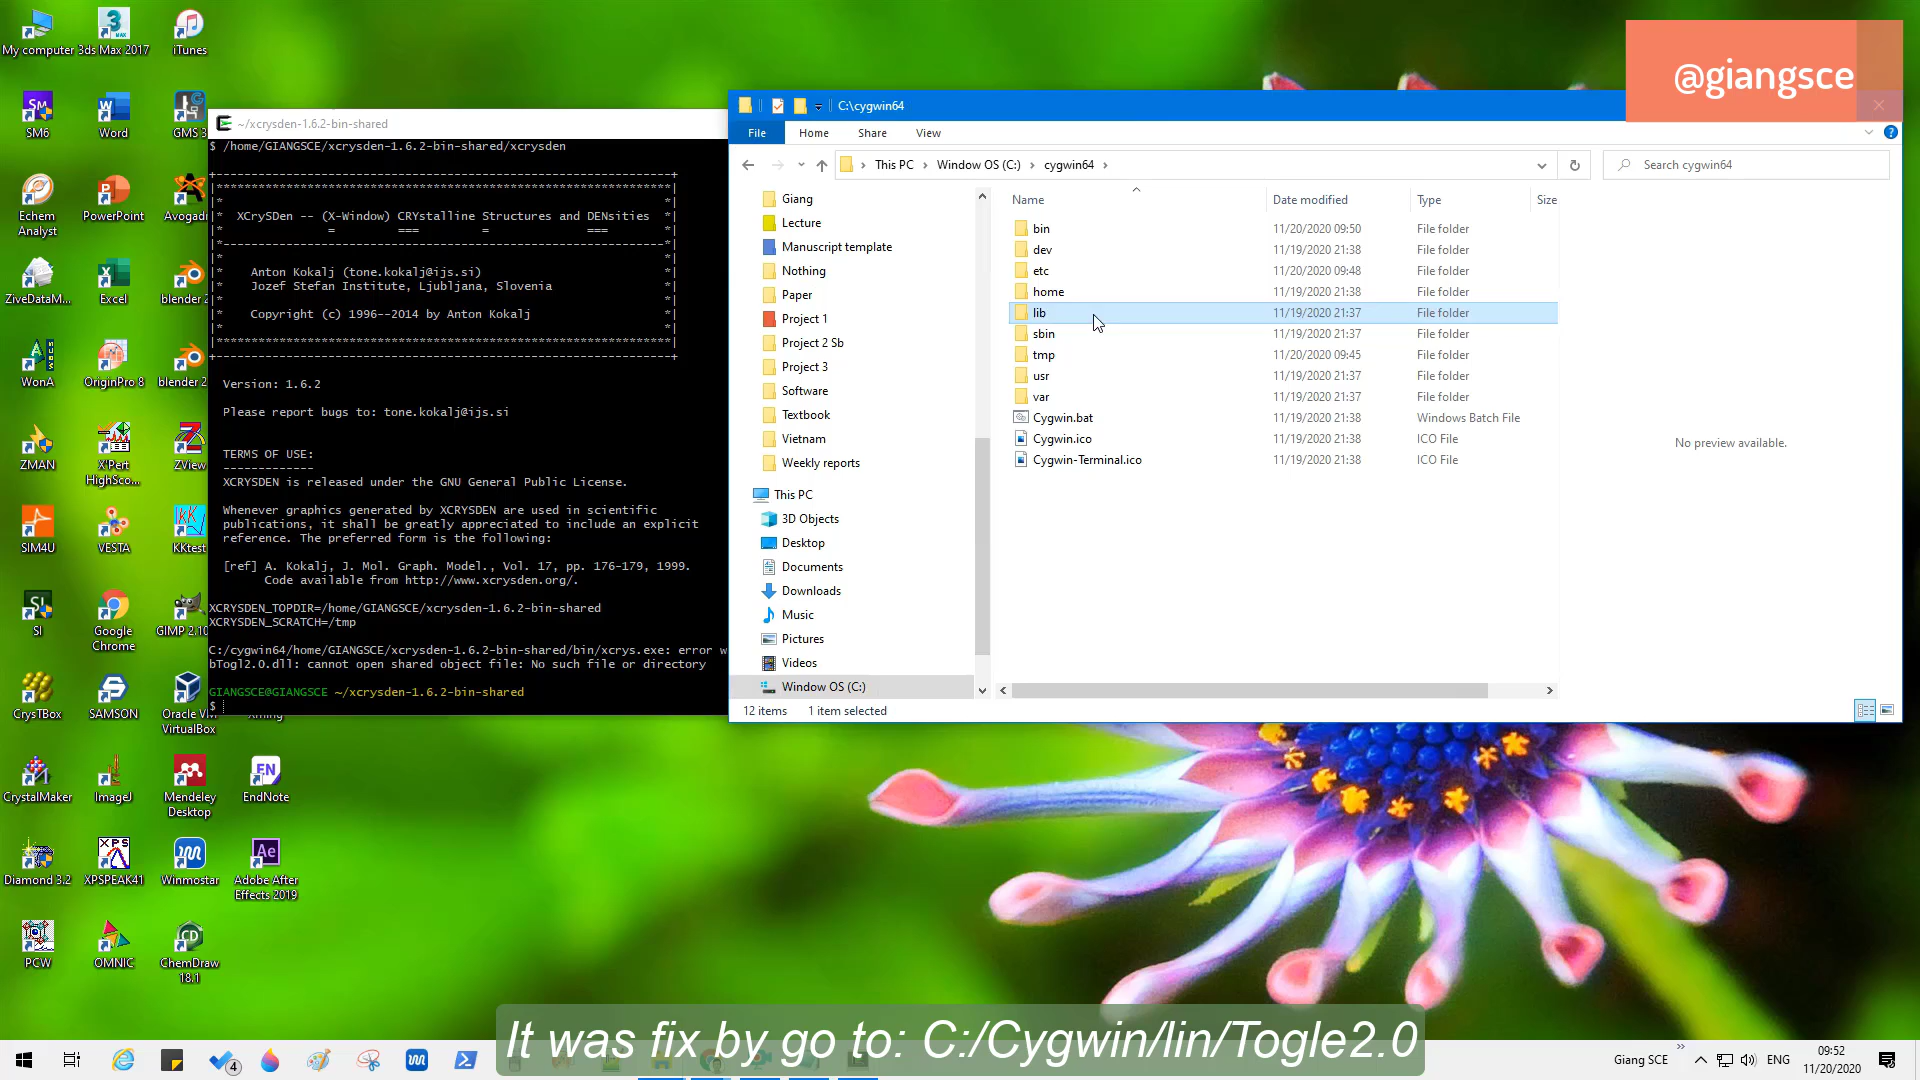 My computer
3ds Max 2017
iTunes
SM6
Word
GMS 3
Echem
Analyst
PowerPoint
Avogadr
ZiveDataM...
Excel
blender 2
WonA
OriginPro 8
blender 2
ZMAN
X'Pert
HighSco...
ZView
SIM4U
VESTA
KKtest
SI
Google
Chrome
GIMP 2.10
CrysTBox
SAMSON
Oracle VM
VirtualBox
Xming
CrystalMaker
ImageJ
Mendeley
Desktop
EndNote
Diamond 3.2
XPSPEAK41
Winmostar
Adobe After
Effects 2019
PCW
OMNIC
ChemDraw
18.1
~/xcrysden-1.6.2-bin-shared
$ /home/GIANGSCE/xcrysden-1.6.2-bin-shared/xcrysden
XCrySDen -- (X-Window) CRYstalline Structures and DENsities
Anton Kokalj (tone.kokalj@ijs.si)
Jozef Stefan Institute, Ljubljana, Slovenia
Copyright (c) 1996--2014 by Anton Kokalj
Version: 1.6.2
Please report bugs to: tone.kokalj@ijs.si
TERMS OF USE:
-------------
XCRYSDEN is released under the GNU General Public License.
Whenever graphics generated by XCRYSDEN are used in scientific
publications, it shall be greatly appreciated to include an explicit
reference. The preferred form is the following:
[ref] A. Kokalj, J. Mol. Graph. Model., Vol. 17, pp. 176-179, 1999.
Code available from http://www.xcrysden.org/.
XCRYSDEN_TOPDIR=/home/GIANGSCE/xcrysden-1.6.2-bin-shared
XCRYSDEN_SCRATCH=/tmp
C:/cygwin64/home/GIANGSCE/xcrysden-1.6.2-bin-shared/bin/xcrys.exe: error w
bTogl2.0.dll: cannot open shared object file: No such file or directory
GIANGSCE@GIANGSCE ~/xcrysden-1.6.2-bin-shared
$
C:\cygwin64
@giangsce
File Home Share View
This PC > Window OS (C:) > cygwin64 >
Search cygwin64
Giang
Lecture
Manuscript template
Nothing
Paper
Project 1
Project 2 Sb
Project 3
Software
Textbook
Vietnam
Weekly reports
This PC
3D Objects
Desktop
Documents
Downloads
Music
Pictures
Videos
Window OS (C:)
Name Date modified Type Size
bin 11/20/2020 09:50 File folder
dev 11/19/2020 21:38 File folder
etc 11/20/2020 09:48 File folder
home 11/19/2020 21:38 File folder
lib 11/19/2020 21:37 File folder
sbin 11/19/2020 21:37 File folder
tmp 11/20/2020 09:45 File folder
usr 11/19/2020 21:37 File folder
var 11/19/2020 21:37 File folder
Cygwin.bat 11/19/2020 21:38 Windows Batch File
Cygwin.ico 11/19/2020 21:38 ICO File
Cygwin-Terminal.ico 11/19/2020 21:38 ICO File
No preview available.
12 items 1 item selected
It was fix by go to: C:/Cygwin/lin/Togle2.0
4
Giang SCE
ENG
09:52
11/20/2020